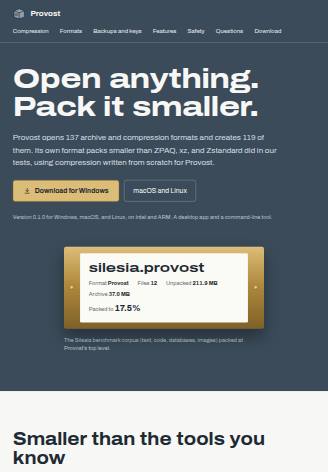 Provost
Compression Formats Backups and keys Features Safety Questions Download
Open anything.
Pack it smaller.
Provost opens 137 archive and compression formats and creates 119 of
them. Its own format packs smaller than ZPAQ, xz, and Zstandard did in our
tests, using compression written from scratch for Provost.
Download for Windows
macOS and Linux
Version 0.1.0 for Windows, macOS, and Linux, on Intel and ARM. A desktop app and a command-line tool.
silesia.provost
Format Provost Files 12 Unpacked 211.9 MB
Archive 37.0 MB
Packed to 17.5%
The Silesia benchmark corpus (text, code, databases, images) packed at
Provost's top level.
Smaller than the tools you
know